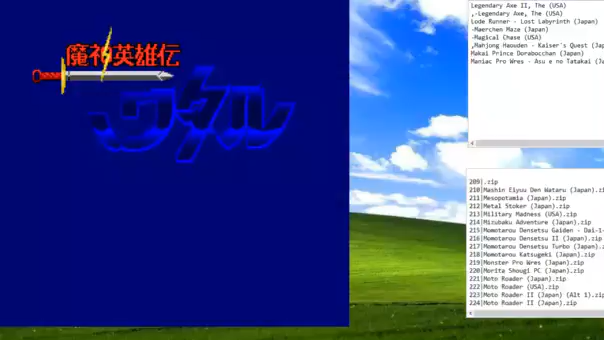 魔神英雄伝
ワタル
Legendary Axe II, The (USA)
,-Legendary Axe, The (USA)
Lode Runner - Lost Labyrinth (Japan)
-Maerchen Maze (Japan)
-Magical Chase (USA)
,Mahjong Haouden - Kaiser's Quest (Jap
Makai Prince Dorabocchan (Japan)
Maniac Pro Wres - Asu e no Tatakai (J
209|.zip
210|Mashin Eiyuu Den Wataru (Japan).zi
211|Mesopotamia (Japan).zip
212|Metal Stoker (Japan).zip
213|Military Madness (USA).zip
214|Mizubaku Adventure (Japan).zip
215|Momotarou Densetsu Gaiden - Dai-1-
216|Momotarou Densetsu II (Japan).zip
217|Momotarou Densetsu Turbo (Japan).z
218|Momotarou Katsugeki (Japan).zip
219|Monster Pro Wres (Japan).zip
220|Morita Shougi PC (Japan).zip
221|Moto Roader (Japan).zip
222|Moto Roader (USA).zip
223|Moto Roader II (Japan) (Alt 1).zip
224|Moto Roader II (Japan).zip